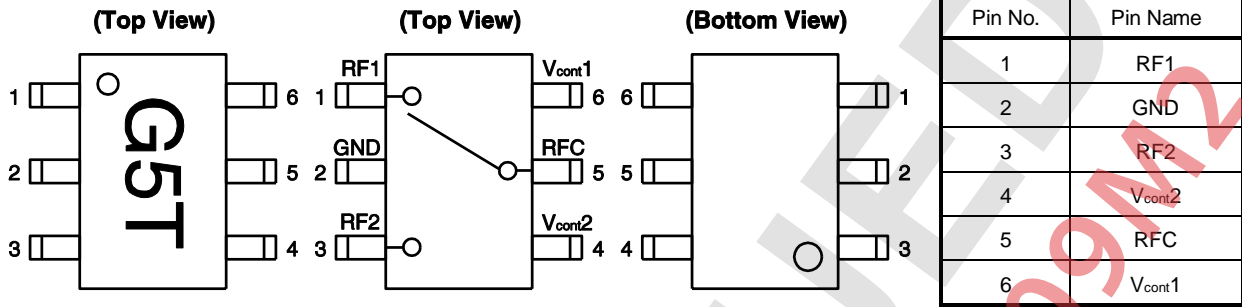 (Top View)
G5T
1
2
3
6
5
4
(Top View)
RF1
1
GND
2
RF2
3
Vcont1
6
RFC
5
Vcont2
4
(Bottom View)
6
5
4
1
2
3
Pin No. Pin Name
1 RF1
2 GND
3 RF2
4 Vcont2
5 RFC
6 Vcont1
09M2